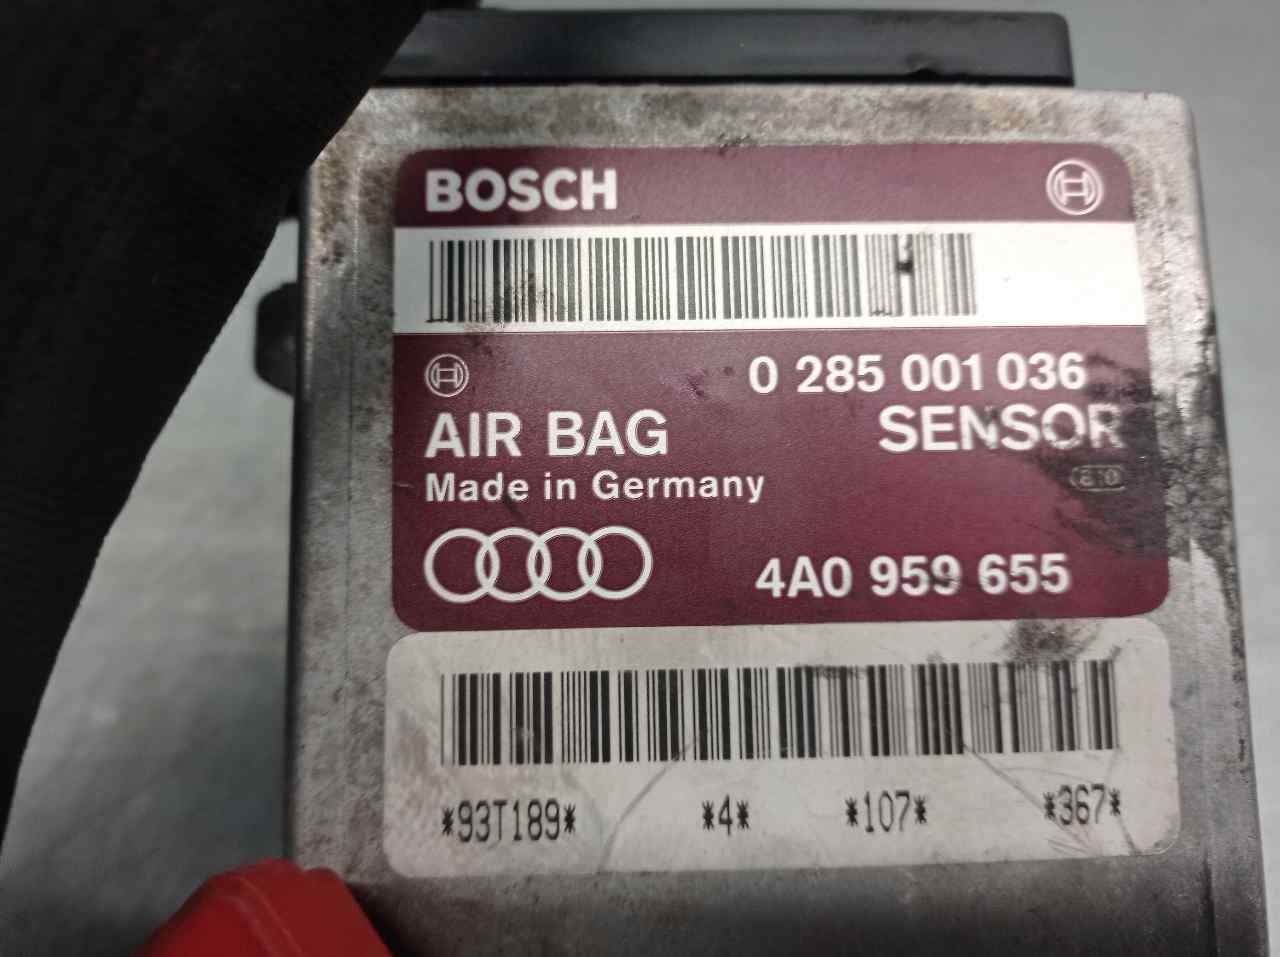 BOSCH
0 285 001 036
AIR BAG SENSOR
Made in Germany
4A0 959 655
*93T189* *4* *107* *367*